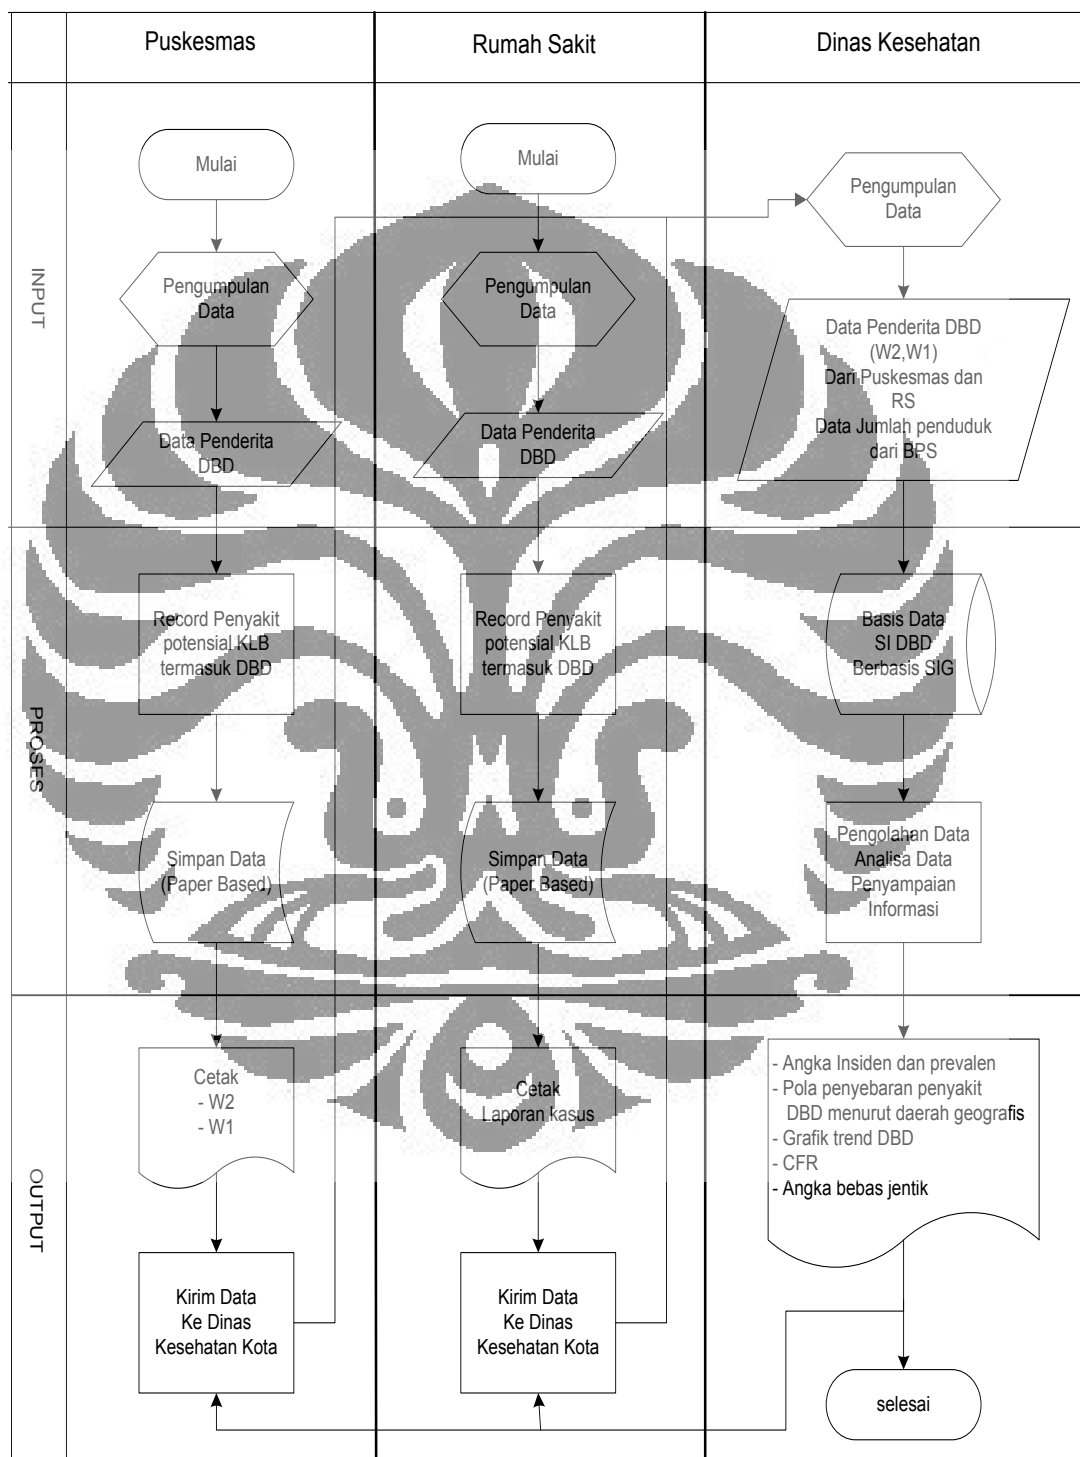 Puskesmas
Rumah Sakit
Dinas Kesehatan
INPUT
Mulai
Pengumpulan
Data
Data Penderita
DBD
Mulai
Pengumpulan
Data
Data Penderita
DBD
Pengumpulan
Data
Data Penderita DBD
(W2,W1)
Dari Puskesmas dan
RS
Data Jumlah penduduk
dari BPS
PROSES
Record Penyakit
potensial KLB
termasuk DBD
Simpan Data
(Paper Based)
Record Penyakit
potensial KLB
termasuk DBD
Simpan Data
(Paper Based)
Basis Data
SI DBD
Berbasis SIG
Pengolahan Data
Analisa Data
Penyampaian
Informasi
OUTPUT
Cetak
- W2
- W1
Kirim Data
Ke Dinas
Kesehatan Kota
Cetak
Laporan kasus
Kirim Data
Ke Dinas
Kesehatan Kota
- Angka Insiden dan prevalen
- Pola penyebaran penyakit
DBD menurut daerah geografis
- Grafik trend DBD
- CFR
- Angka bebas jentik
selesai